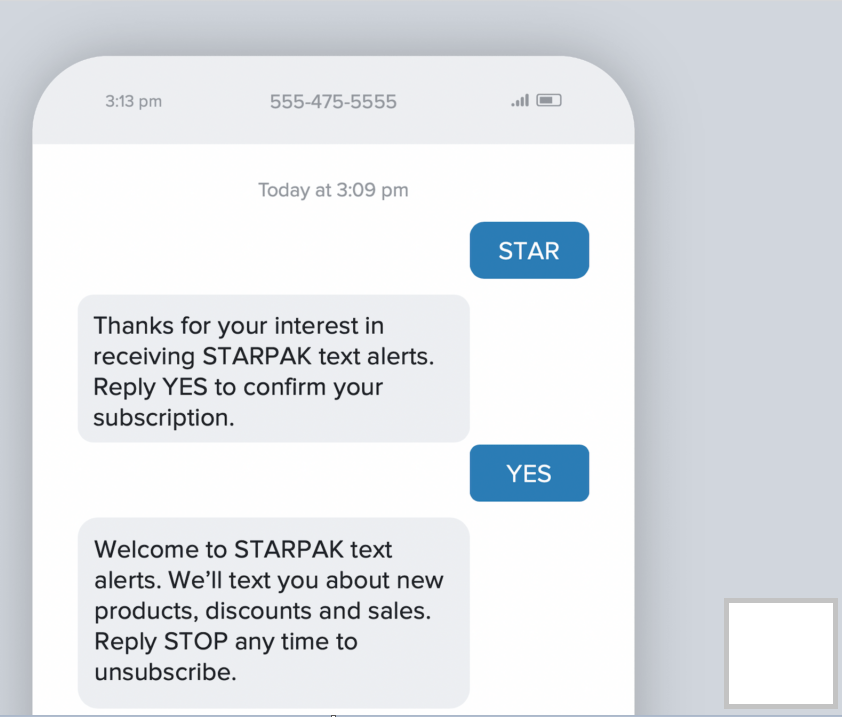 3:13 pm 555-475-5555
Today at 3:09 pm
STAR
Thanks for your interest in
receiving STARPAK text alerts.
Reply YES to confirm your
subscription.
YES
Welcome to STARPAK text
alerts. We’ll text you about new
products, discounts and sales.
Reply STOP any time to
unsubscribe.